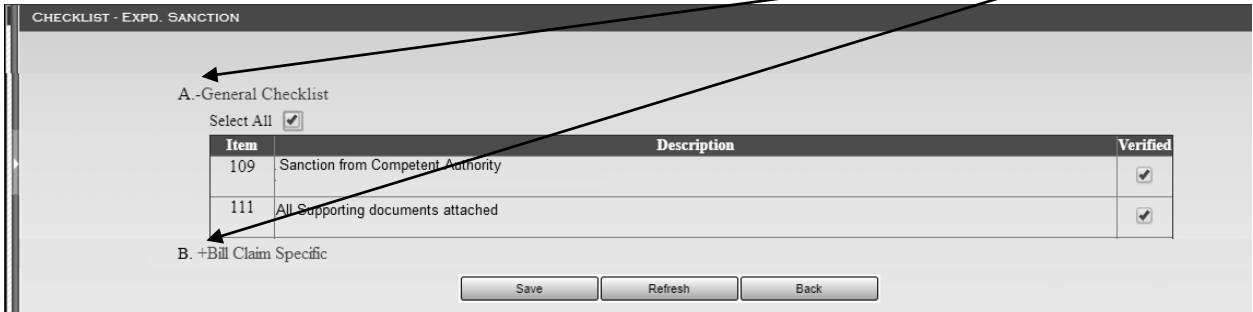 CHECKLIST - EXPD. SANCTION
A.-General Checklist
Select All
Item Description Verified
109 Sanction from Competent Authority
111 All Supporting documents attached
B. +Bill Claim Specific
Save Refresh Back